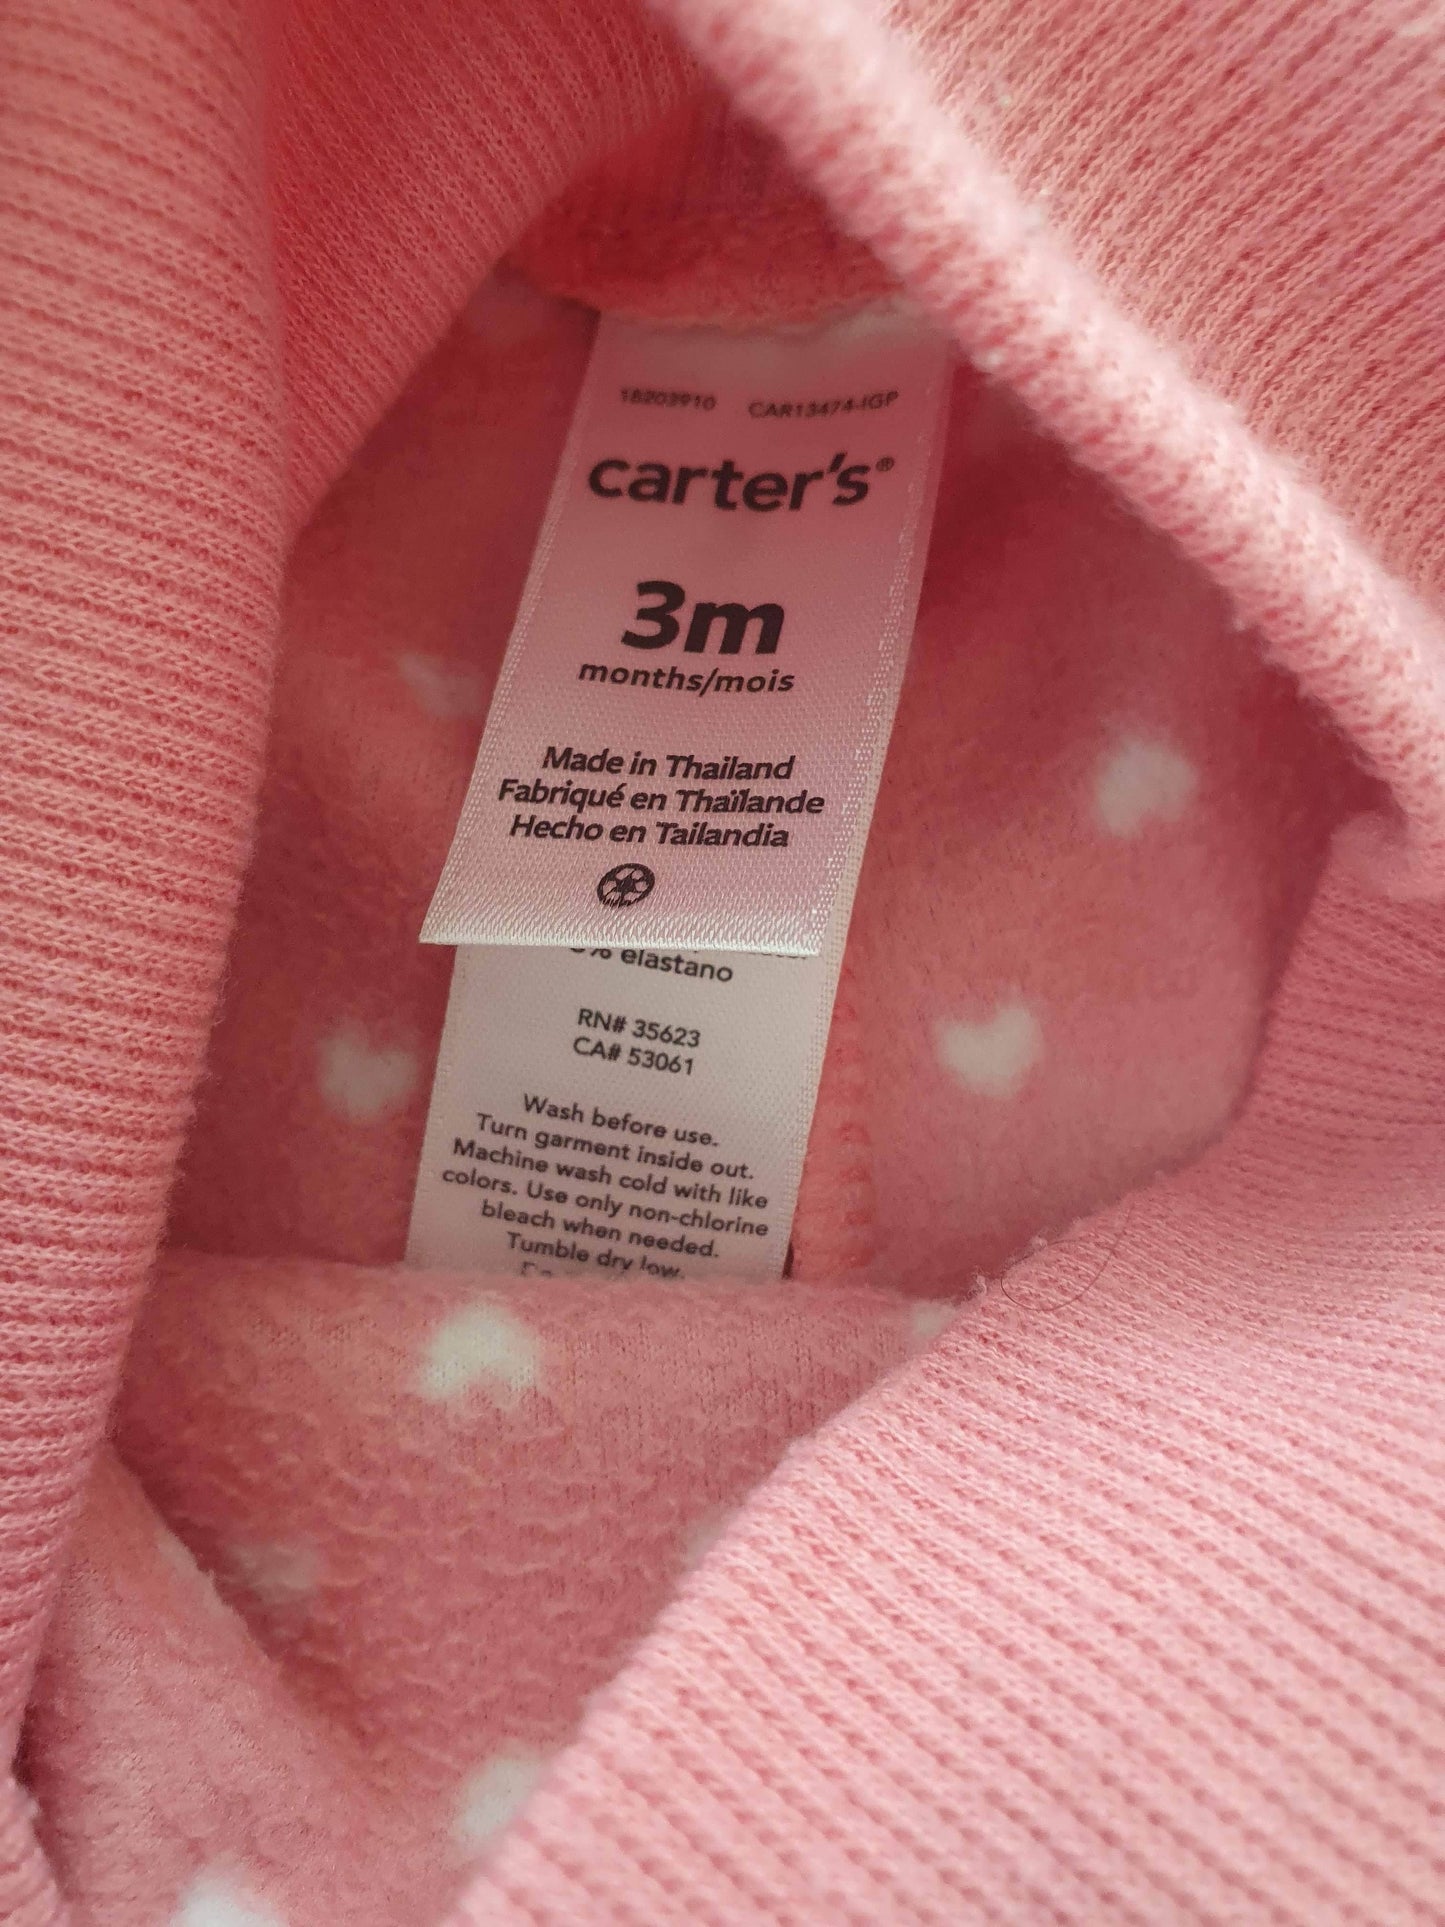 18203910 CAR13474-IGP
carter's®
3m
months/mois
Made in Thailand
Fabriqué en Thaïlande
Hecho en Tailandia
% elastano
RN# 35623
CA# 53061
Wash before use.
Turn garment inside out.
Machine wash cold with like
colors. Use only non-chlorine
bleach when needed.
Tumble dry low.